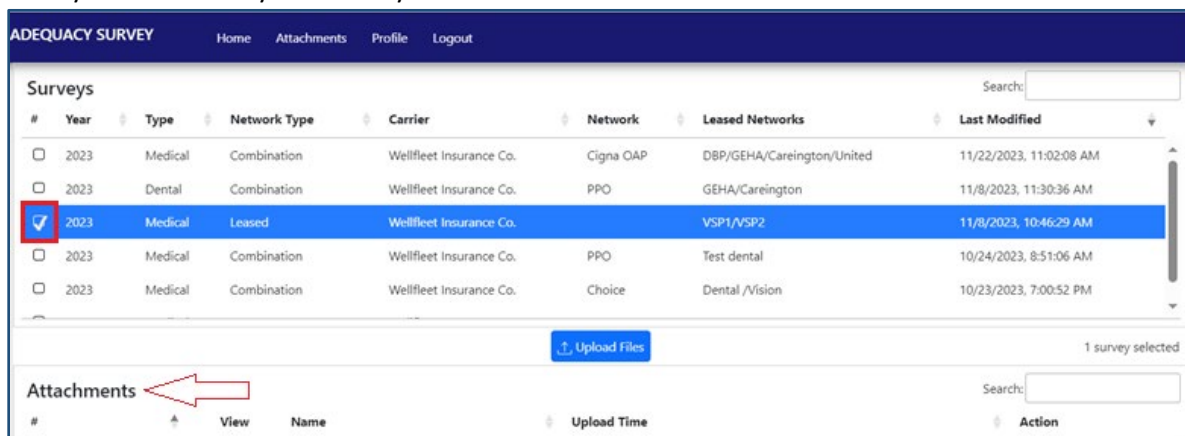 ADEQUACY SURVEY Home Attachments Profile Logout
Surveys Search:
# Year Type Network Type Carrier Network Leased Networks Last Modified
2023 Medical Combination Wellfleet Insurance Co. Cigna OAP DBP/GEHA/Careington/United 11/22/2023, 11:02:08 AM
2023 Dental Combination Wellfleet Insurance Co. PPO GEHA/Careington 11/8/2023, 11:30:36 AM
2023 Medical Leased Wellfleet Insurance Co. VSP1/VSP2 11/8/2023, 10:46:29 AM
2023 Medical Combination Wellfleet Insurance Co. PPO Test dental 10/24/2023, 8:51:06 AM
2023 Medical Combination Wellfleet Insurance Co. Choice Dental /Vision 10/23/2023, 7:00:52 PM
Upload Files 1 survey selected
Attachments Search:
# View Name Upload Time Action